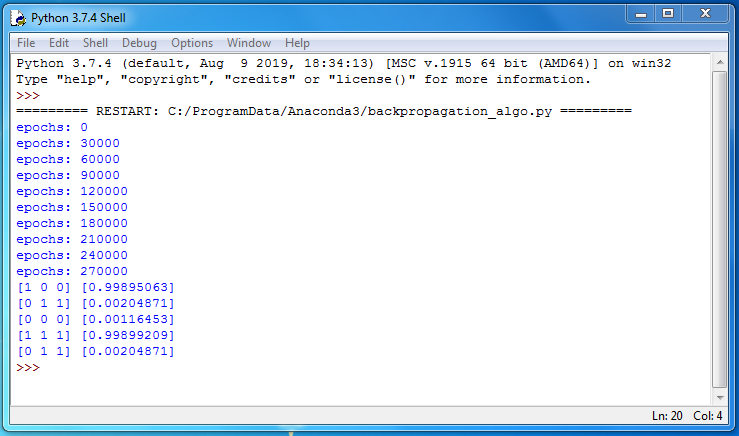 Python 3.7.4 Shell
File Edit Shell Debug Options Window Help
Python 3.7.4 (default, Aug  9 2019, 18:34:13) [MSC v.1915 64 bit (AMD64)] on win32
Type "help", "copyright", "credits" or "license()" for more information.
>>>
========= RESTART: C:/ProgramData/Anaconda3/backpropagation_algo.py =========
epochs: 0
epochs: 30000
epochs: 60000
epochs: 90000
epochs: 120000
epochs: 150000
epochs: 180000
epochs: 210000
epochs: 240000
epochs: 270000
[1 0 0] [0.99895063]
[0 1 1] [0.00204871]
[0 0 0] [0.00116453]
[1 1 1] [0.99899209]
[0 1 1] [0.00204871]
>>>
Ln: 20 Col: 4